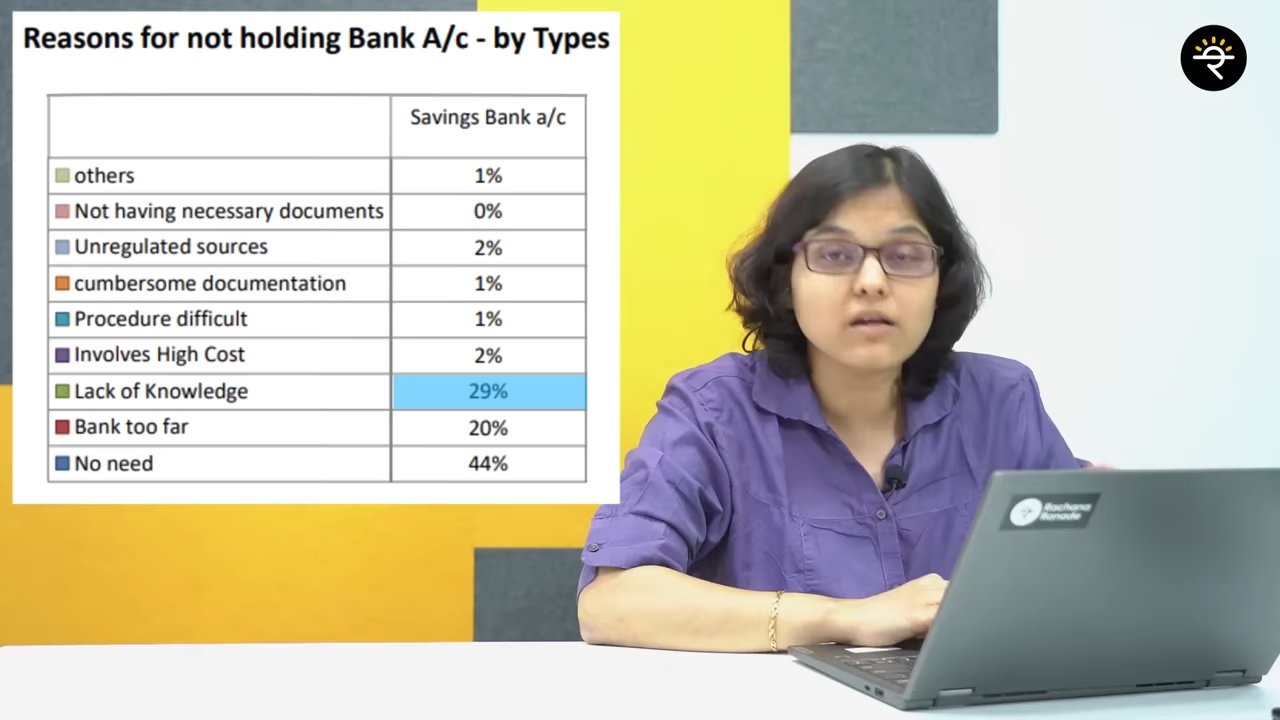 Reasons for not holding Bank A/c - by Types
Savings Bank a/c
others 1%
Not having necessary documents 0%
Unregulated sources 2%
cumbersome documentation 1%
Procedure difficult 1%
Involves High Cost 2%
Lack of Knowledge 29%
Bank too far 20%
No need 44%
Rachana
Ranade